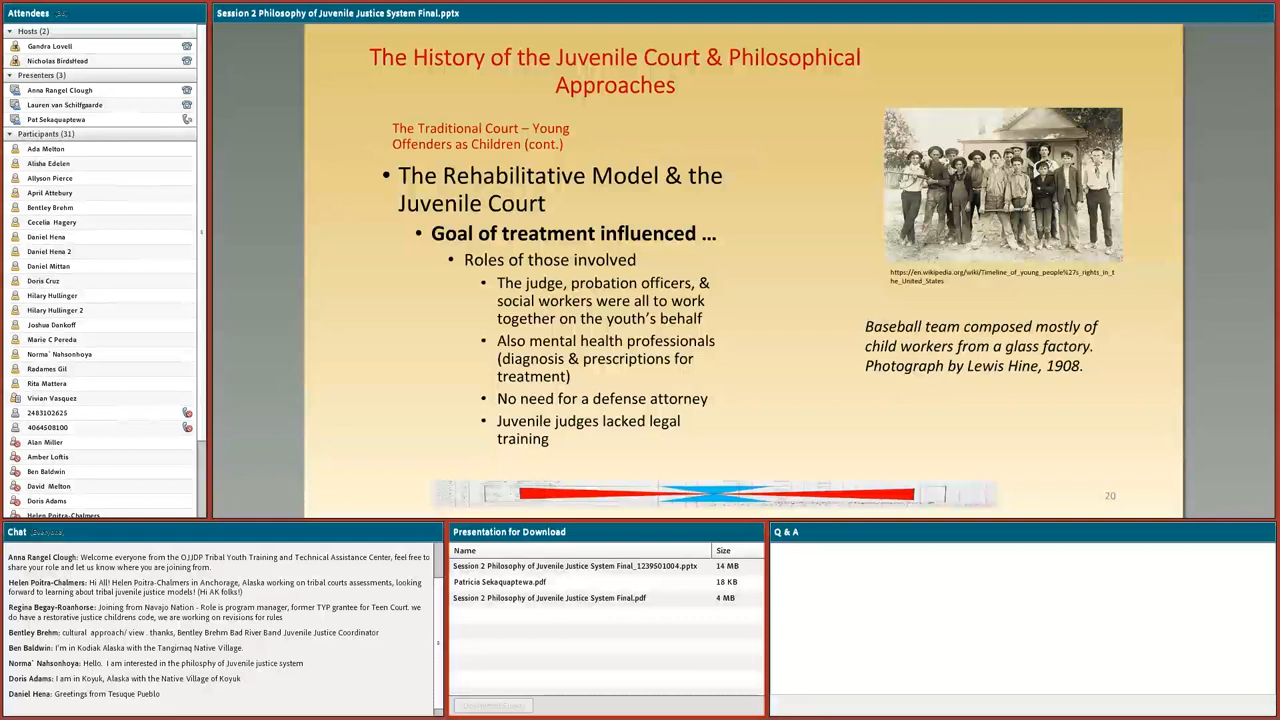 Attendees
Session 2 Philosophy of Juvenile Justice System Final.pptx
Hosts (2)
Gandra Lovell
Nicholas BirdsHead
Presenters (3)
Anna Rangel Clough
Lauren van Schilfgaarde
Pat Sekaquaptewa
Participants (31)
Ada Melton
Alisha Edelen
Allyson Pierce
April Attebury
Bentley Brehm
Cecelia Hagery
Daniel Hena
Daniel Hena 2
Daniel Mittan
Doris Cruz
Hilary Hullinger
Hilary Hullinger 2
Joshua Dankoff
Marie C Pereda
Norma` Nahsonhoya
Radames Gil
Rita Mattera
Vivian Vasquez
2483102625
4064508100
Alan Miller
Amber Loftis
Ben Baldwin
David Melton
Doris Adams
Helen Poitra-Chalmers
The History of the Juvenile Court & Philosophical
Approaches
The Traditional Court – Young
Offenders as Children (cont.)
• The Rehabilitative Model & the
Juvenile Court
• Goal of treatment influenced ...
• Roles of those involved
• The judge, probation officers, &
social workers were all to work
together on the youth's behalf
• Also mental health professionals
(diagnosis & prescriptions for
treatment)
• No need for a defense attorney
• Juvenile judges lacked legal
training
https://en.wikipedia.org/wiki/Timeline_of_young_people%27s_rights_in_t
he_United_States
Baseball team composed mostly of
child workers from a glass factory.
Photograph by Lewis Hine, 1908.
20
Chat (Everyone)
Anna Rangel Clough: Welcome everyone from the OJJDP Tribal Youth Training and Technical Assistance Center, feel free to
share your role and let us know where you are joining from.
Helen Poitra-Chalmers: Hi All! Helen Poitra-Chalmers in Anchorage, Alaska working on tribal courts assessments, looking
forward to learning about tribal juvenile justice models! (Hi AK folks!)
Regina Begay-Roanhorse: Joining from Navajo Nation - Role is program manager, former TYP grantee for Teen Court. we
do have a restorative justice childrens code, we are working on revisions for rules
Bentley Brehm: cultural approach/ view . thanks, Bentley Brehm Bad River Band Juvenile Justice Coordinator
Ben Baldwin: I'm in Kodiak Alaska with the Tangirnaq Native Village.
Norma` Nahsonhoya: Hello. I am interested in the philosphy of Juvenile justice system
Doris Adams: I am in Koyuk, Alaska with the Native Village of Koyuk
Daniel Hena: Greetings from Tesuque Pueblo
Presentation for Download
Name Size
Session 2 Philosophy of Juvenile Justice System Final_1239501004.pptx 14 MB
Patricia Sekaquaptewa.pdf 18 KB
Session 2 Philosophy of Juvenile Justice System Final.pdf 4 MB
Q & A